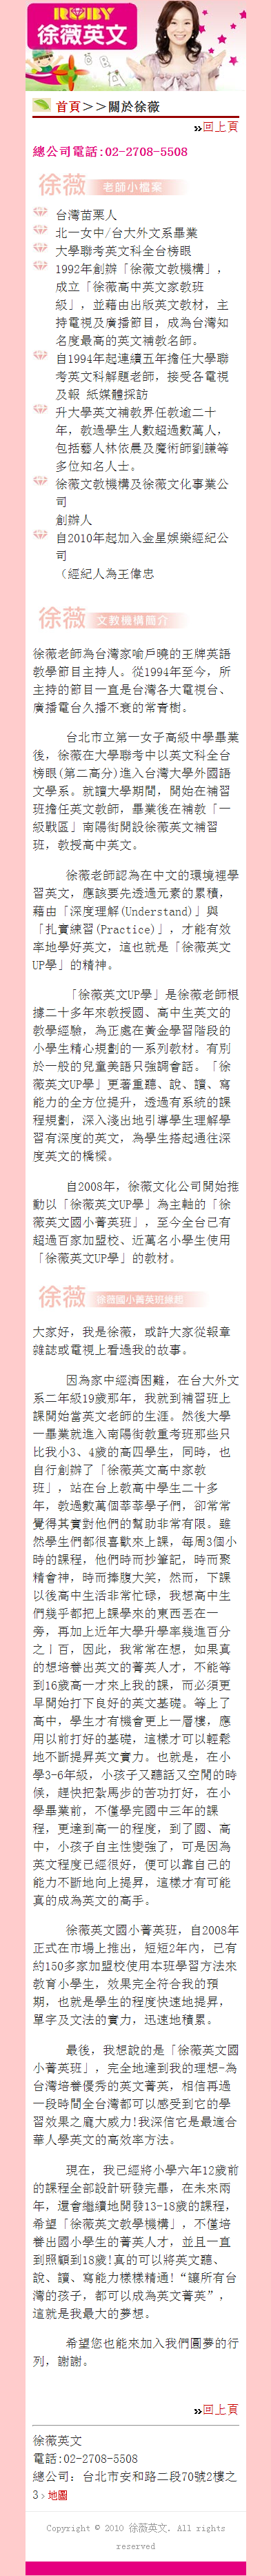 RUBY
徐薇英文
首頁>>關於徐薇
回上頁
總公司電話:02-2708-5508
徐薇 老師小檔案
台灣苗栗人
北一女中/台大外文系畢業
大學聯考英文科全台榜眼
1992年創辦「徐薇文教機構」,
成立「徐薇高中英文家教班
級」,並藉由出版英文教材,主
持電視及廣播節目,成為台灣知
名度最高的英文補教名師。
自1994年起連續五年擔任大學聯
考英文科解題老師,接受各電視
及報 紙媒體採訪
升大學英文補教界任教逾二十
年,教過學生人數超過數萬人,
包括藝人林依晨及魔術師劉謙等
多位知名人士。
徐薇文教機構及徐薇文化事業公
司
創辦人
自2010年起加入金星娛樂經紀公
司
（經紀人為王偉忠
徐薇 文教機構簡介
徐薇老師為台灣家喻戶曉的王牌英語
教學節目主持人。從1994年至今,所
主持的節目一直是台灣各大電視台、
廣播電台久播不衰的常青樹。
台北市立第一女子高級中學畢業
後,徐薇在大學聯考中以英文科全台
榜眼(第二高分)進入台灣大學外國語
文學系。就讀大學期間,開始在補習
班擔任英文教師,畢業後在補教「一
級戰區」南陽街開設徐薇英文補習
班,教授高中英文。
徐薇老師認為在中文的環境裡學
習英文,應該要先透過元素的累積,
藉由「深度理解(Understand)」與
「扎實練習(Practice)」,才能有效
率地學好英文,這也就是「徐薇英文
UP學」的精神。
「徐薇英文UP學」是徐薇老師根
據二十多年來教授國、高中生英文的
教學經驗,為正處在黃金學習階段的
小學生精心規劃的一系列教材。有別
於一般的兒童美語只強調會話。「徐
薇英文UP學」更著重聽、說、讀、寫
能力的全方位提升,透過有系統的課
程規劃,深入淺出地引導學生理解學
習有深度的英文,為學生搭起通往深
度英文的橋樑。
自2008年,徐薇文化公司開始推
動以「徐薇英文UP學」為主軸的「徐
薇英文國小菁英班」,至今全台已有
超過百家加盟校、近萬名小學生使用
「徐薇英文UP學」的教材。
徐薇 徐薇國小菁英班緣起
大家好,我是徐薇,或許大家從報章
雜誌或電視上看過我的故事。
因為家中經濟困難,在台大外文
系二年級19歲那年,我就到補習班上
課開始當英文老師的生涯。然後大學
一畢業就進入南陽街教重考班那些只
比我小3、4歲的高四學生,同時,也
自行創辦了「徐薇英文高中家教
班」,站在台上教高中學生二十多
年,教過數萬個莘莘學子們,卻常常
覺得其實對他們的幫助非常有限。雖
然學生們都很喜歡來上課,每周3個小
時的課程,他們時而抄筆記,時而聚
精會神,時而捧腹大笑,然而,下課
以後高中生活非常忙碌,我想高中生
們幾乎都把上課學來的東西丟在一
旁,再加上近年大學升學率幾進百分
之｜百,因此,我常常在想,如果真
的想培養出英文的菁英人才,不能等
到16歲高一才來上我的課,而必須更
早開始打下良好的英文基礎。等上了
高中,學生才有機會更上一層樓,應
用以前打好的基礎,這樣才可以輕鬆
地不斷提昇英文實力。也就是,在小
學3-6年級,小孩子又聽話又空閒的時
候,趕快把紮馬步的苦功打好,在小
學畢業前,不僅學完國中三年的課
程,更達到高一的程度,到了國、高
中,小孩子自主性變強了,可是因為
英文程度已經很好,便可以靠自己的
能力不斷地向上提昇,這樣才有可能
真的成為英文的高手。
徐薇英文國小菁英班,自2008年
正式在市場上推出,短短2年內,已有
約150多家加盟校使用本班學習方法來
教育小學生,效果完全符合我的預
期,也就是學生的程度快速地提昇,
單字及文法的實力,迅速地積累。
最後,我想說的是「徐薇英文國
小菁英班」,完全地達到我的理想-為
台灣培養優秀的英文菁英,相信再過
一段時間全台灣都可以感受到它的學
習效果之龐大威力!我深信它是最適合
華人學英文的高效率方法。
現在,我已經將小學六年12歲前
的課程全部設計研發完畢,在未來兩
年,還會繼續地開發13-18歲的課程,
希望「徐薇英文教學機構」,不僅培
養出國小學生的菁英人才,並且一直
到照顧到18歲!真的可以將英文聽、
說、讀、寫能力樣樣精通!“讓所有台
灣的孩子,都可以成為英文菁英”,
這就是我最大的夢想。
希望您也能來加入我們圓夢的行
列,謝謝。
回上頁
徐薇英文
電話:02-2708-5508
總公司：台北市安和路二段70號2樓之
3 > 地圖
Copyright © 2010 徐薇英文. All rights
reserved